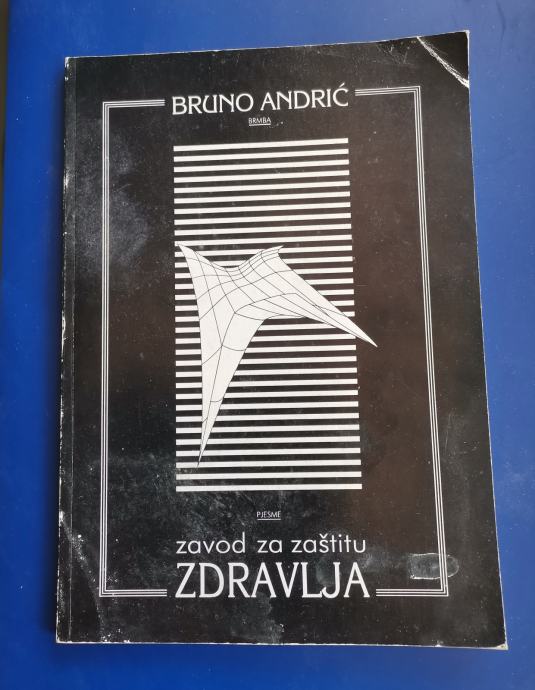 BRUNO ANDRIĆ
BRMBA
PJESME
zavod za zaštitu
ZDRAVLJA